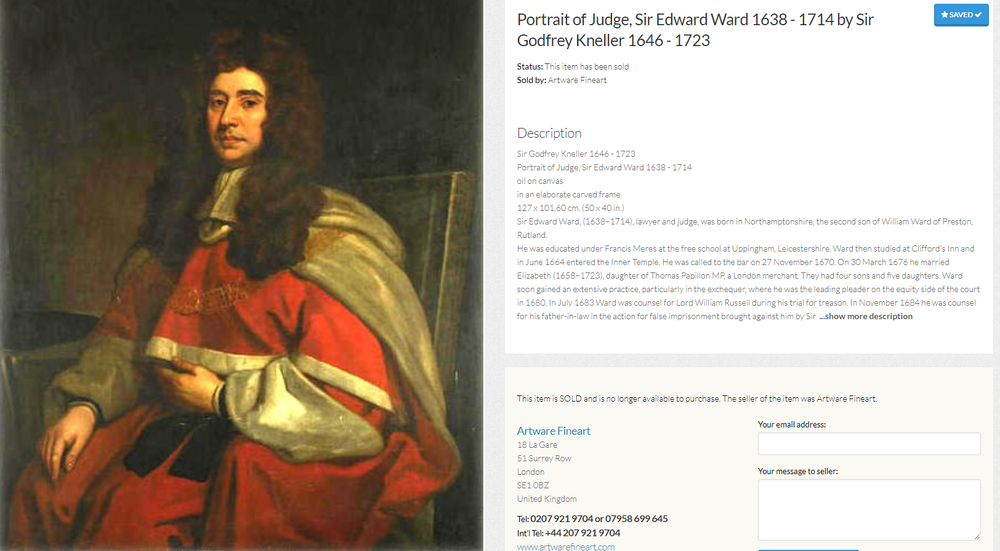 Portrait of Judge, Sir Edward Ward 1638 - 1714 by Sir
Godfrey Kneller 1646 - 1723
SAVED
Status: This item has been sold
Sold by: Artware Fineart
Description
Sir Godfrey Kneller 1646 - 1723
Portrait of Judge, Sir Edward Ward 1638 - 1714
oil on canvas
in an elaborate carved frame
127 x 101.60 cm. (50 x 40 in.)
Sir Edward Ward, (1638–1714), lawyer and judge, was born in Northamptonshire, the second son of William Ward of Preston,
Rutland.
He was educated under Francis Meres at the free school at Uppingham, Leicestershire. Ward then studied at Clifford's Inn and
in June 1664 entered the Inner Temple. He was called to the bar on 27 November 1670. On 30 March 1676 he married
Elizabeth (1658–1723), daughter of Thomas Papillon MP, a London merchant. They had four sons and five daughters. Ward
soon gained an extensive practice, particularly in the exchequer, where he was the leading pleader on the equity side of the court
in 1680. In July 1683 Ward was counsel for Lord William Russell during his trial for treason. In November 1684 he was counsel
for his father-in-law in the action for false imprisonment brought against him by Sir ...show more description
This item is SOLD and is no longer available to purchase. The seller of the item was Artware Fineart.
Artware Fineart
18 La Gare
51 Surrey Row
London
SE1 0BZ
United Kingdom
Tel: 0207 921 9704 or 07958 699 645
Int'l Tel: +44 207 921 9704
www.artwarefineart.com
Your email address:
Your message to seller: